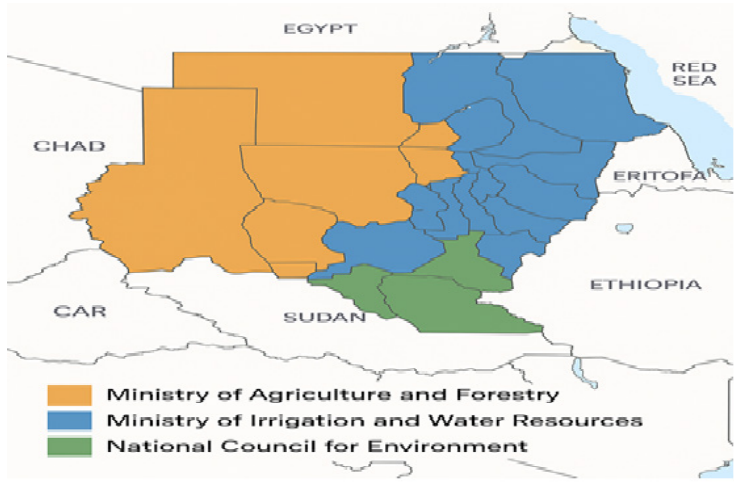 EGYPT
RED
SEA
CHAD
ERITOFA
ETHIOPIA
CAR
SUDAN
Ministry of Agriculture and Forestry
Ministry of Irrigation and Water Resources
National Council for Environment